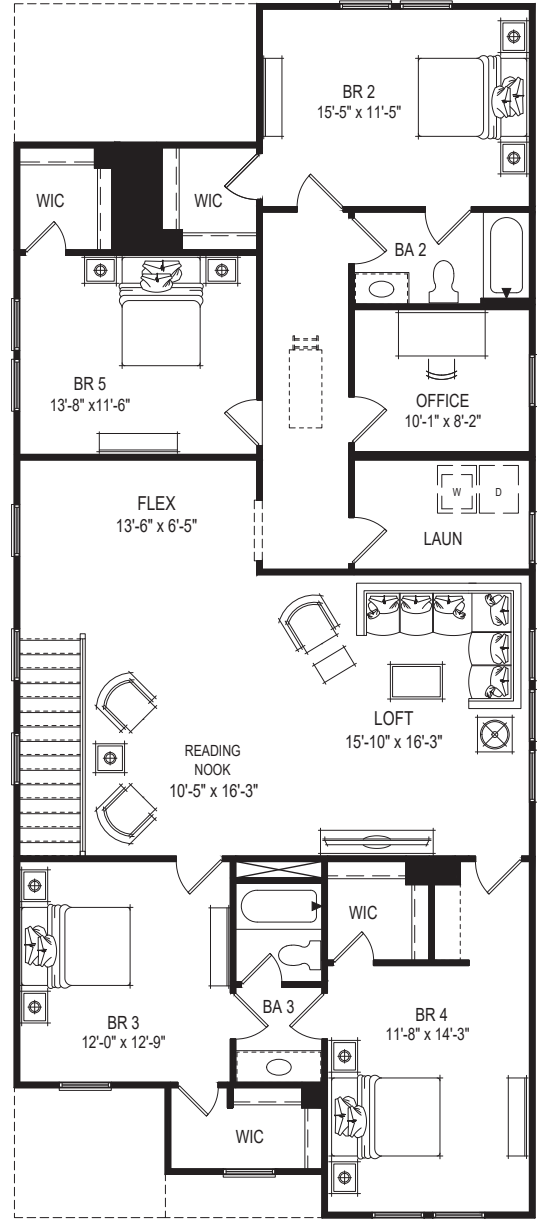 BR 2
15'-5" x 11'-5"
WIC
WIC
BA 2
BR 5
13'-8" x11'-6"
OFFICE
10'-1" x 8'-2"
FLEX
13'-6" x 6'-5"
W
D
LAUN
LOFT
15'-10" x 16'-3"
READING
NOOK
10'-5" x 16'-3"
WIC
BA 3
BR 3
12'-0" x 12'-9"
BR 4
11'-8" x 14'-3"
WIC